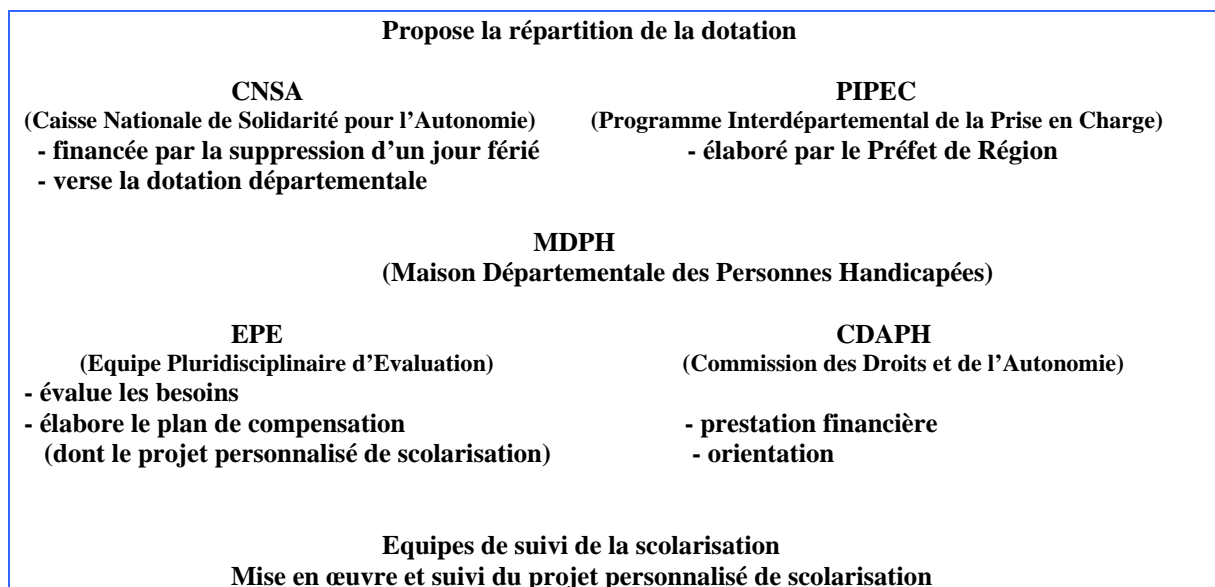 Propose la répartition de la dotation
CNSA PIPEC
(Caisse Nationale de Solidarité pour l’Autonomie) (Programme Interdépartemental de la Prise en Charge)
- financée par la suppression d’un jour férié - élaboré par le Préfet de Région
- verse la dotation départementale
MDPH
(Maison Départementale des Personnes Handicapées)
EPE CDAPH
(Equipe Pluridisciplinaire d’Evaluation) (Commission des Droits et de l’Autonomie)
- évalue les besoins
- élabore le plan de compensation - prestation financière
(dont le projet personnalisé de scolarisation) - orientation
Equipes de suivi de la scolarisation
Mise en œuvre et suivi du projet personnalisé de scolarisation